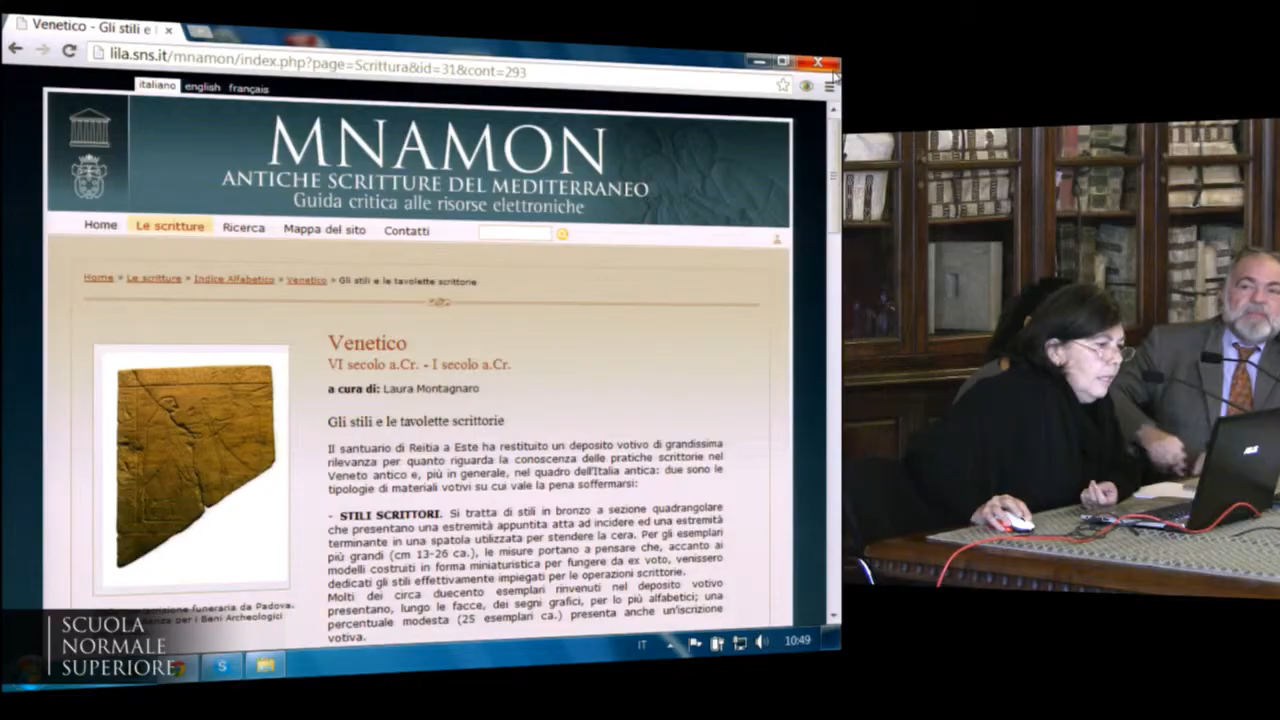 Venetico - Gli stili e l
lila.sns.it/mnamon/index.php?page=Scrittura&id=31&cont=293
italiano english français
MNAMON
ANTICHE SCRITTURE DEL MEDITERRANEO
Guida critica alle risorse elettroniche
Home Le scritture Ricerca Mappa del sito Contatti
Home » Le scritture » Indice Alfabetico » Venetico » Gli stili e le tavolette scrittorie
Venetico
VI secolo a.Cr. - I secolo a.Cr.
a cura di: Laura Montagnaro
Gli stili e le tavolette scrittorie
Il santuario di Reitia a Este ha restituito un deposito votivo di grandissima
rilevanza per quanto riguarda la conoscenza delle pratiche scrittorie nel
Veneto antico e, più in generale, nel quadro dell'Italia antica: due sono le
tipologie di materiali votivi su cui vale la pena soffermarsi:
- STILI SCRITTORI. Si tratta di stili in bronzo a sezione quadrangolare
che presentano una estremità appuntita atta ad incidere ed una estremità
terminante in una spatola utilizzata per stendere la cera. Per gli esemplari
più grandi (cm 13-26 ca.), le misure portano a pensare che, accanto ai
modelli costruiti in forma miniaturistica per fungere da ex voto, venissero
dedicati gli stili effettivamente impiegati per le operazioni scrittorie.
Molti dei circa duecento esemplari rinvenuti nel deposito votivo
presentano, lungo le facce, dei segni grafici, per lo più alfabetici; una
percentuale modesta (25 esemplari ca.) presenta anche un'iscrizione
votiva.
funeraria da Padova.
per i Beni Archeologici
SCUOLA
NORMALE
SUPERIORE
IT 10:49